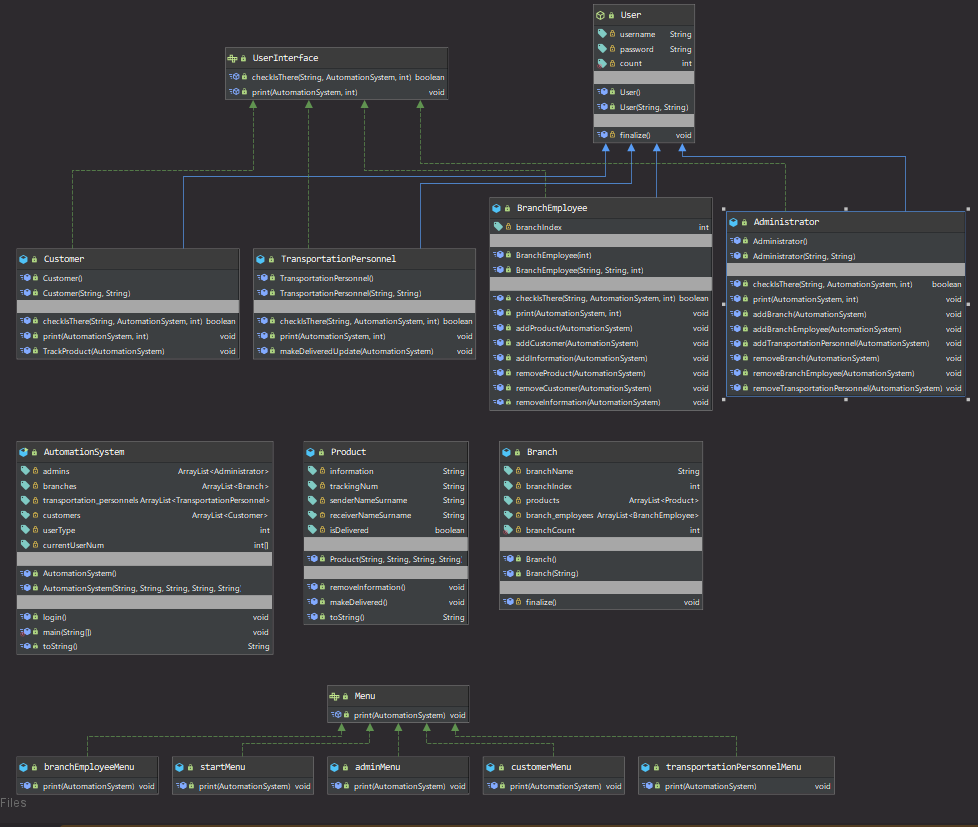 User
username String
password String
count int
User()
User(String, String)
finalize() void
UserInterface
checkIsThere(String, AutomationSystem, int) boolean
print(AutomationSystem, int) void
BranchEmployee
branchIndex int
BranchEmployee(int)
BranchEmployee(String, String, int)
checkIsThere(String, AutomationSystem, int) boolean
print(AutomationSystem, int) void
addProduct(AutomationSystem) void
addCustomer(AutomationSystem) void
addInformation(AutomationSystem) void
removeProduct(AutomationSystem) void
removeCustomer(AutomationSystem) void
removeInformation(AutomationSystem) void
Administrator
Administrator()
Administrator(String, String)
checkIsThere(String, AutomationSystem, int) boolean
print(AutomationSystem, int) void
addBranch(AutomationSystem) void
addBranchEmployee(AutomationSystem) void
addTransportationPersonnel(AutomationSystem) void
removeBranch(AutomationSystem) void
removeBranchEmployee(AutomationSystem) void
removeTransportationPersonnel(AutomationSystem) void
Customer
Customer()
Customer(String, String)
checkIsThere(String, AutomationSystem, int) boolean
print(AutomationSystem, int) void
TrackProduct(AutomationSystem) void
TransportationPersonnel
TransportationPersonnel()
TransportationPersonnel(String, String)
checkIsThere(String, AutomationSystem, int) boolean
print(AutomationSystem, int) void
makeDeliveredUpdate(AutomationSystem) void
AutomationSystem
admins ArrayList<Administrator>
branches ArrayList<Branch>
transportation_personnels ArrayList<TransportationPersonnel>
customers ArrayList<Customer>
userType int
currentUserNum int[]
AutomationSystem()
AutomationSystem(String, String, String, String, String)
login() void
main(String[]) void
toString() String
Product
information String
trackingNum String
senderNameSurname String
receiverNameSurname String
isDelivered boolean
Product(String, String, String, String)
removeInformation() void
makeDelivered() void
toString() String
Branch
branchName String
branchIndex int
products ArrayList<Product>
branch_employees ArrayList<BranchEmployee>
branchCount int
Branch()
Branch(String)
finalize() void
Menu
print(AutomationSystem) void
branchEmployeeMenu
print(AutomationSystem) void
startMenu
print(AutomationSystem) void
adminMenu
print(AutomationSystem) void
customerMenu
print(AutomationSystem) void
transportationPersonnelMenu
print(AutomationSystem) void
Files